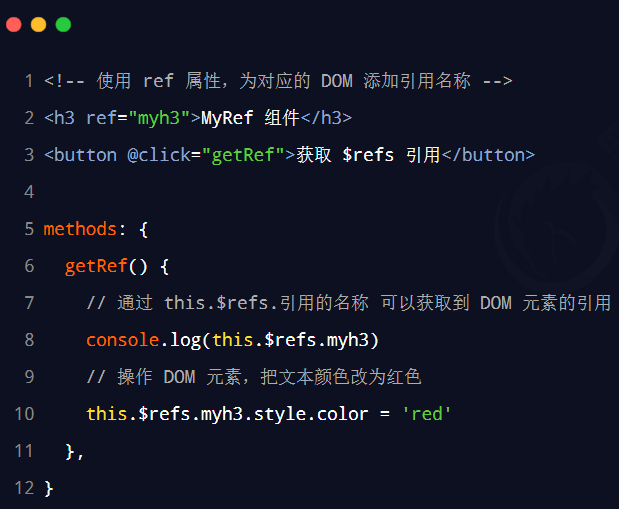 1 <!-- 使用 ref 属性，为对应的 DOM 添加引用名称 -->
2 <h3 ref="myh3">MyRef 组件</h3>
3 <button @click="getRef">获取 $refs 引用</button>
4
5 methods: {
6   getRef() {
7     // 通过 this.$refs.引用的名称 可以获取到 DOM 元素的引用
8     console.log(this.$refs.myh3)
9     // 操作 DOM 元素，把文本颜色改为红色
10     this.$refs.myh3.style.color = 'red'
11   },
12 }